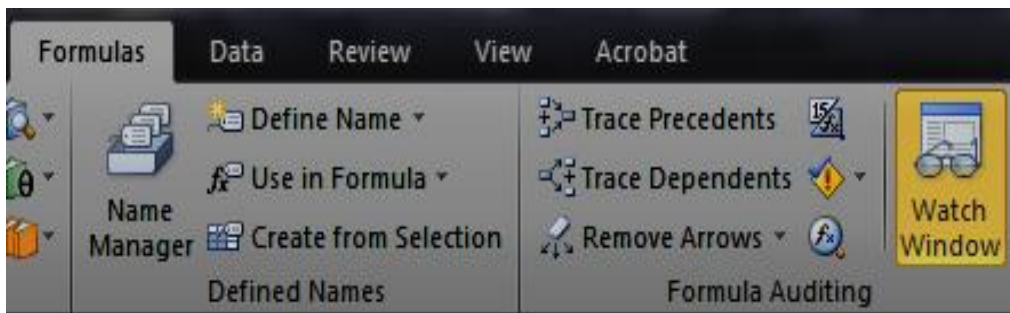 Formulas Data Review View Acrobat
Define Name
Use in Formula
Create from Selection
Name
Manager
Defined Names
Trace Precedents
Trace Dependents
Remove Arrows
Watch
Window
Formula Auditing